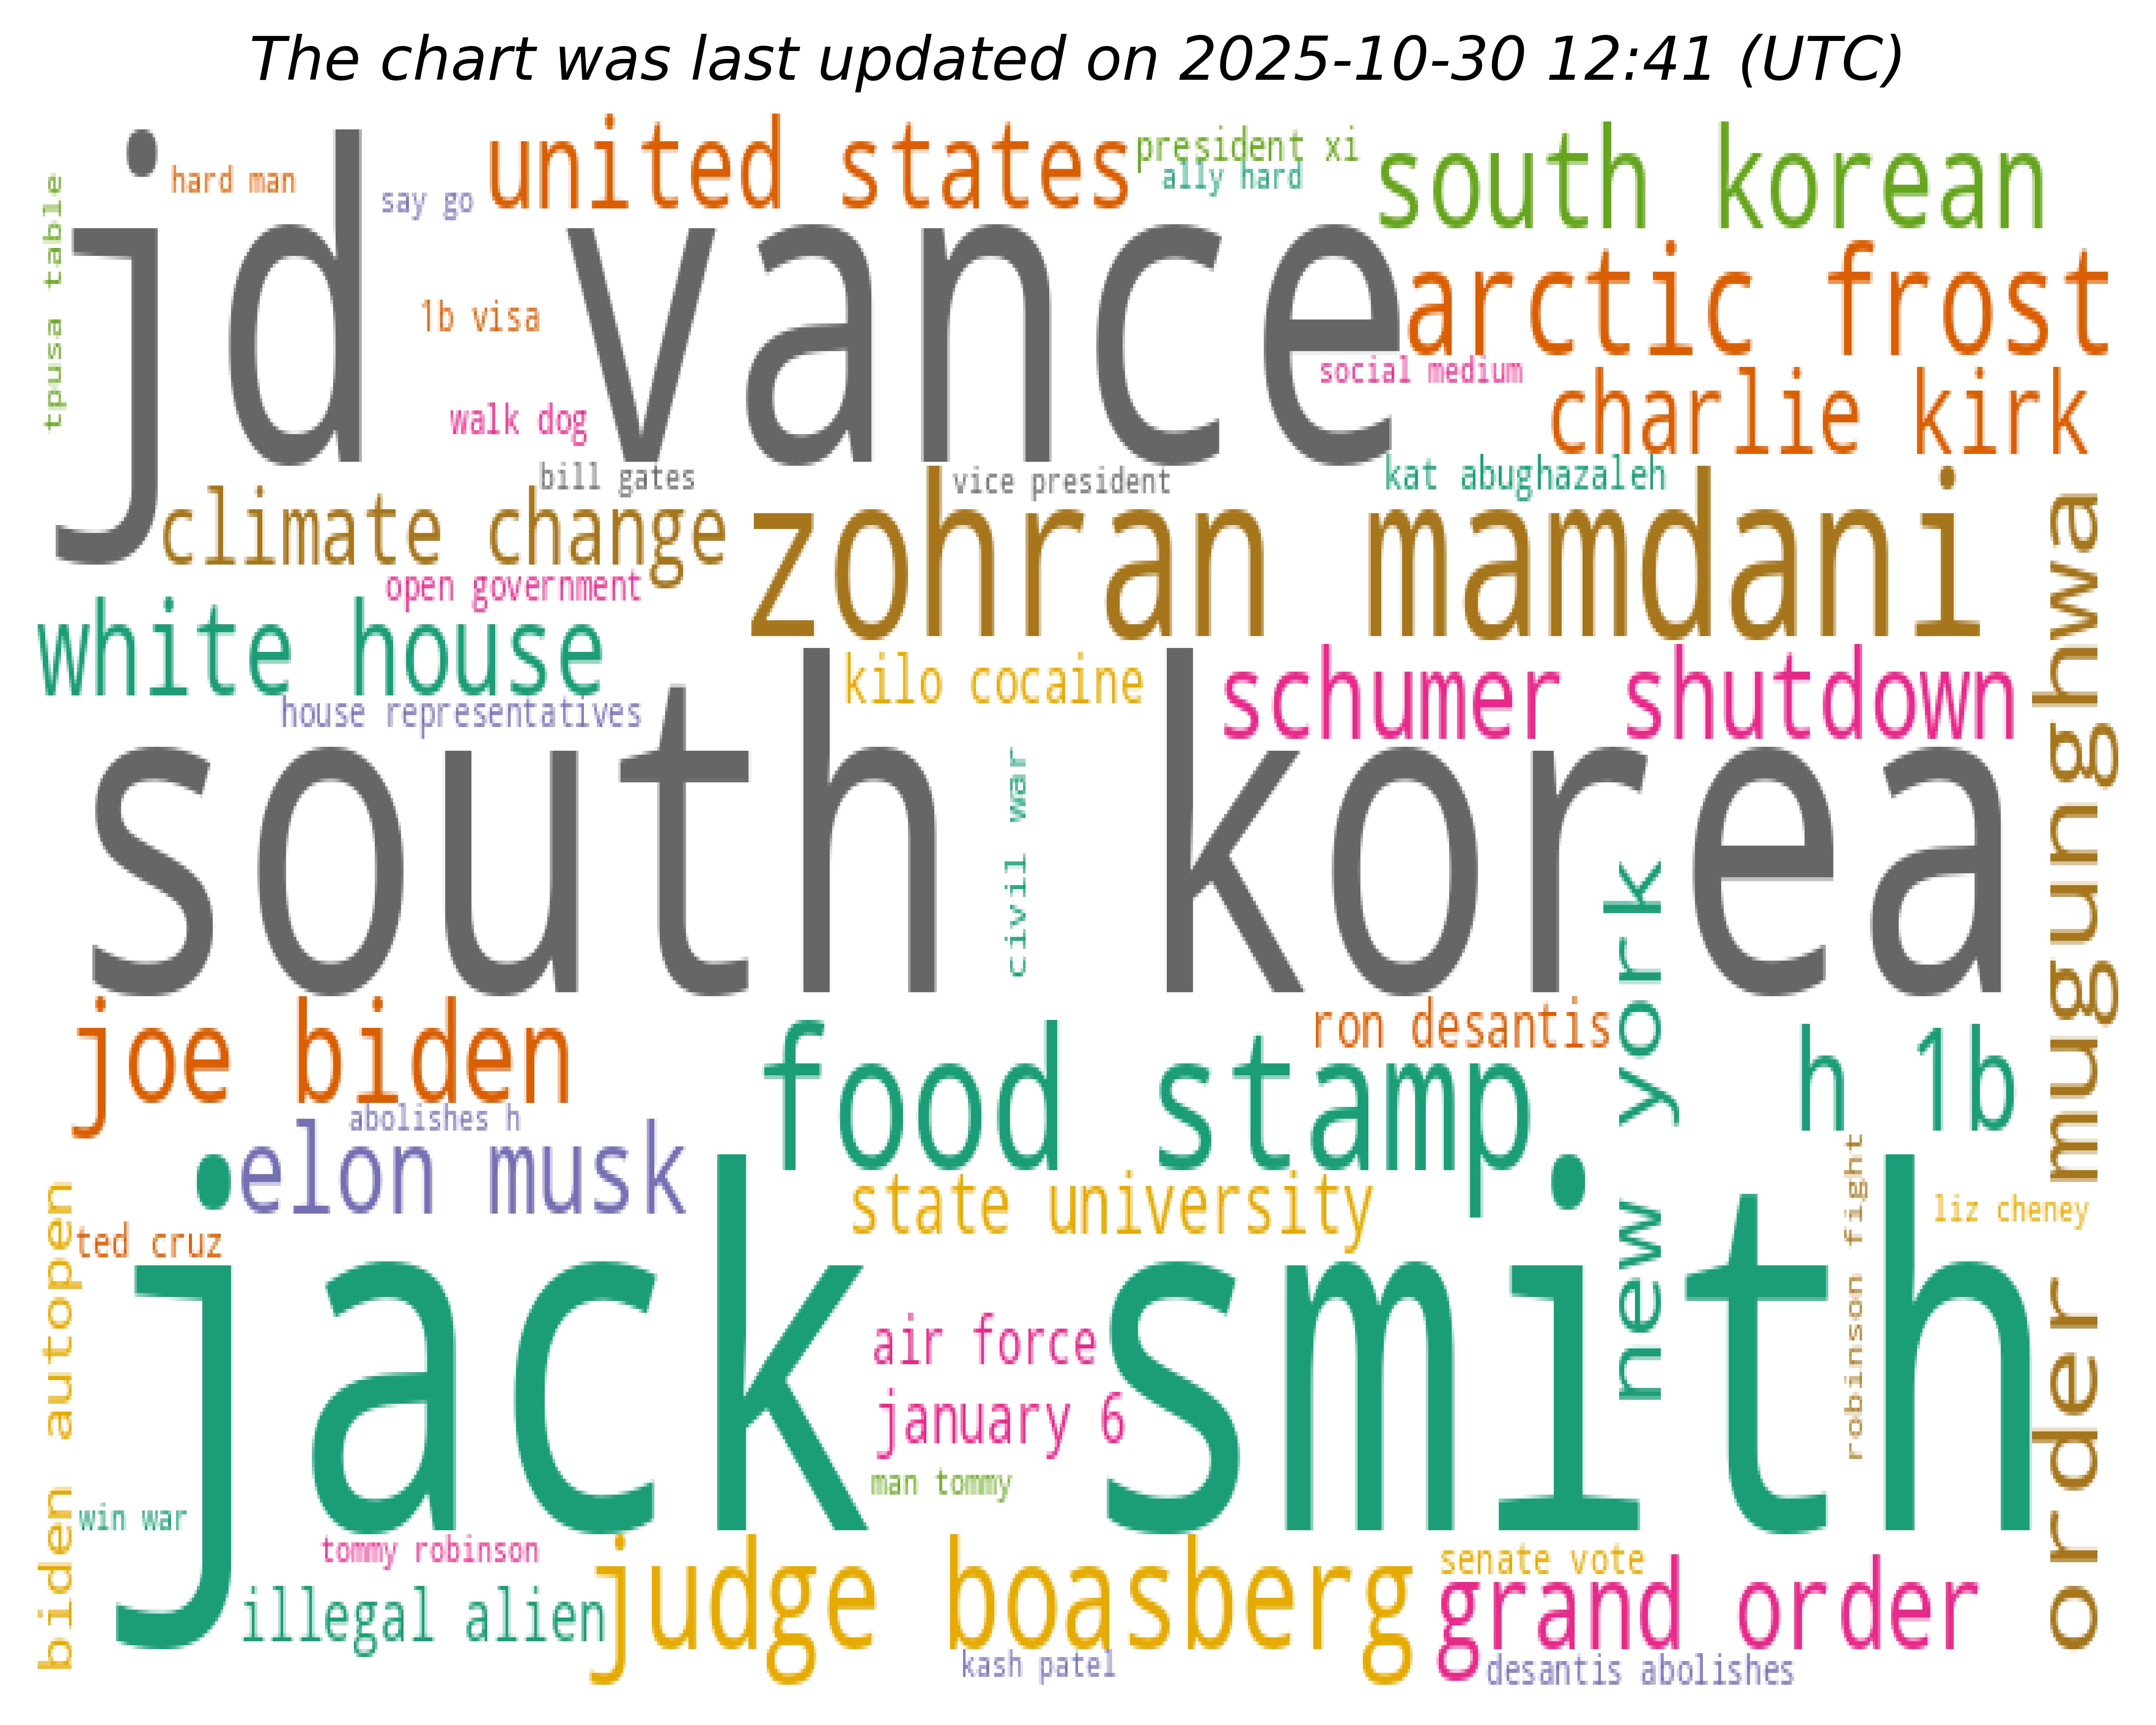 The chart was last updated on 2025-10-30 12:41 (UTC)
jd vance
hard man
say go
united states
president xi
ally hard
south korean
tpusa table
1b visa
arctic frost
social medium
charlie kirk
walk dog
bill gates
vice president
kat abughazaleh
climate change
zohran mamdani
open government
white house
kilo cocaine
schumer shutdown
house representatives
south korea
civil war
order mugunghwa
joe biden
ron desantis
new york
food stamp
h 1b
abolishes h
elon musk
state university
robinson fight
liz cheney
ted cruz
biden autopen
jack smith
air force
january 6
man tommy
win war
tommy robinson
judge boasberg
senate vote
illegal alien
grand order
kash patel
desantis abolishes